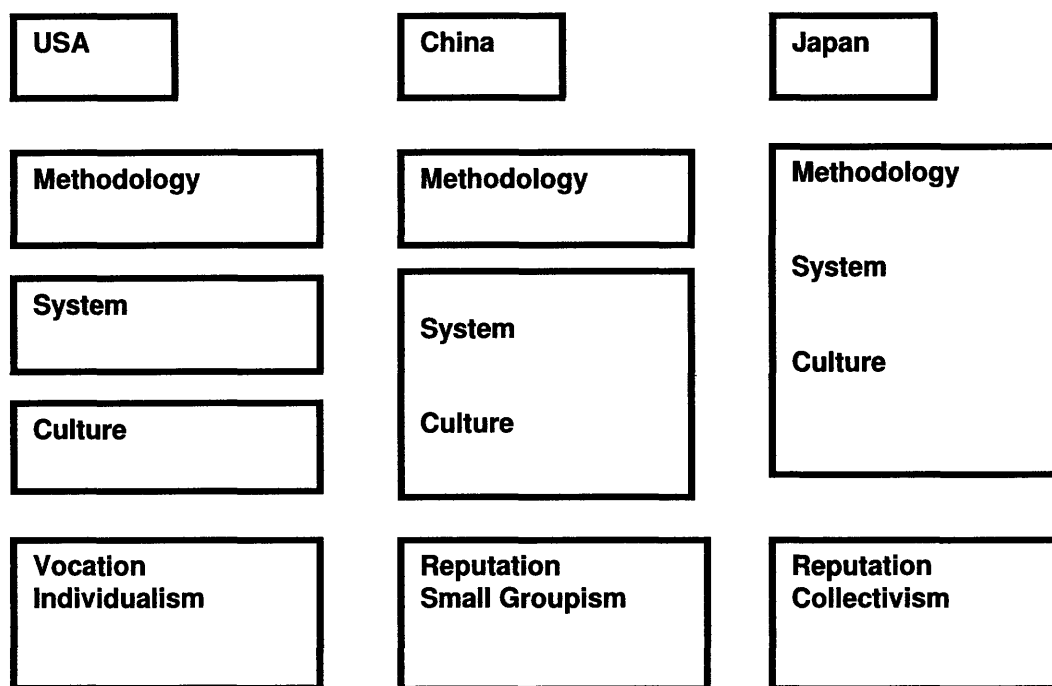 USA
Methodology
System
Culture
Vocation
Individualism
China
Methodology
System
Culture
Reputation
Small Groupism
Japan
Methodology
System
Culture
Reputation
Collectivism